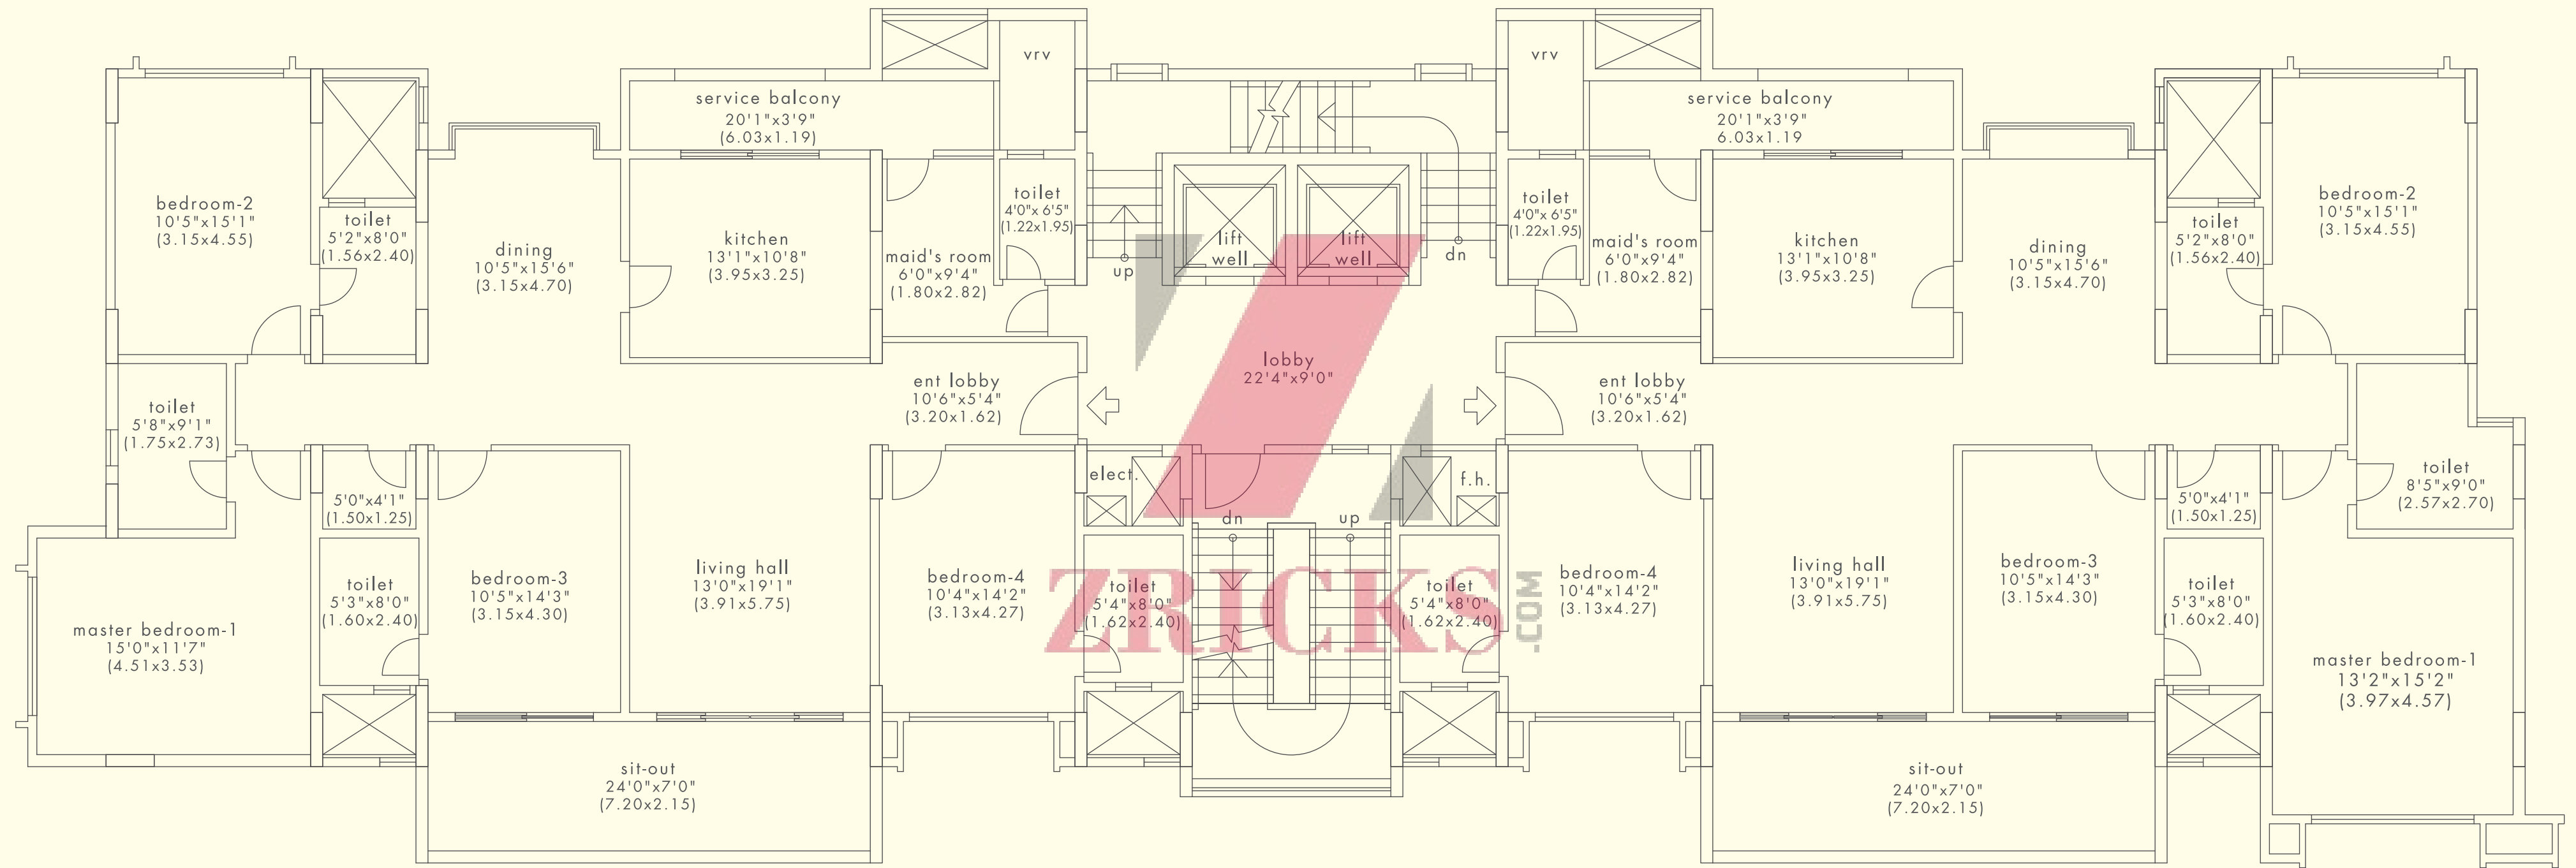 vrv
service balcony
20'1"x3'9"
(6.03x1.19)
bedroom-2
10'5"x15'1"
(3.15x4.55)
toilet
5'2"x8'0"
(1.56x2.40)
dining
10'5"x15'6"
(3.15x4.70)
kitchen
13'1"x10'8"
(3.95x3.25)
maid's room
6'0"x9'4"
(1.80x2.82)
toilet
4'0"x 6'5"
(1.22x1.95)
up
lift
well
lift
well
dn
lobby
22'4"x9'0"
ent lobby
10'6"x5'4"
(3.20x1.62)
toilet
5'8"x9'1"
(1.75x2.73)
5'0"x4'1"
(1.50x1.25)
toilet
5'3"x8'0"
(1.60x2.40)
master bedroom-1
15'0"x11'7"
(4.51x3.53)
bedroom-3
10'5"x14'3"
(3.15x4.30)
living hall
13'0"x19'1"
(3.91x5.75)
bedroom-4
10'4"x14'2"
(3.13x4.27)
elect.
toilet
5'4"x8'0"
(1.62x2.40)
sit-out
24'0"x7'0"
(7.20x2.15)
dn
up
ZRICKS
.COM
vrv
service balcony
20'1"x3'9"
6.03x1.19
toilet
4'0"x 6'5"
(1.22x1.95)
maid's room
6'0"x9'4"
(1.80x2.82)
kitchen
13'1"x10'8"
(3.95x3.25)
dining
10'5"x15'6"
(3.15x4.70)
toilet
5'2"x8'0"
(1.56x2.40)
bedroom-2
10'5"x15'1"
(3.15x4.55)
ent lobby
10'6"x5'4"
(3.20x1.62)
f.h.
toilet
5'4"x8'0"
(1.62x2.40)
bedroom-4
10'4"x14'2"
(3.13x4.27)
living hall
13'0"x19'1"
(3.91x5.75)
bedroom-3
10'5"x14'3"
(3.15x4.30)
5'0"x4'1"
(1.50x1.25)
toilet
5'3"x8'0"
(1.60x2.40)
toilet
8'5"x9'0"
(2.57x2.70)
master bedroom-1
13'2"x15'2"
(3.97x4.57)
sit-out
24'0"x7'0"
(7.20x2.15)